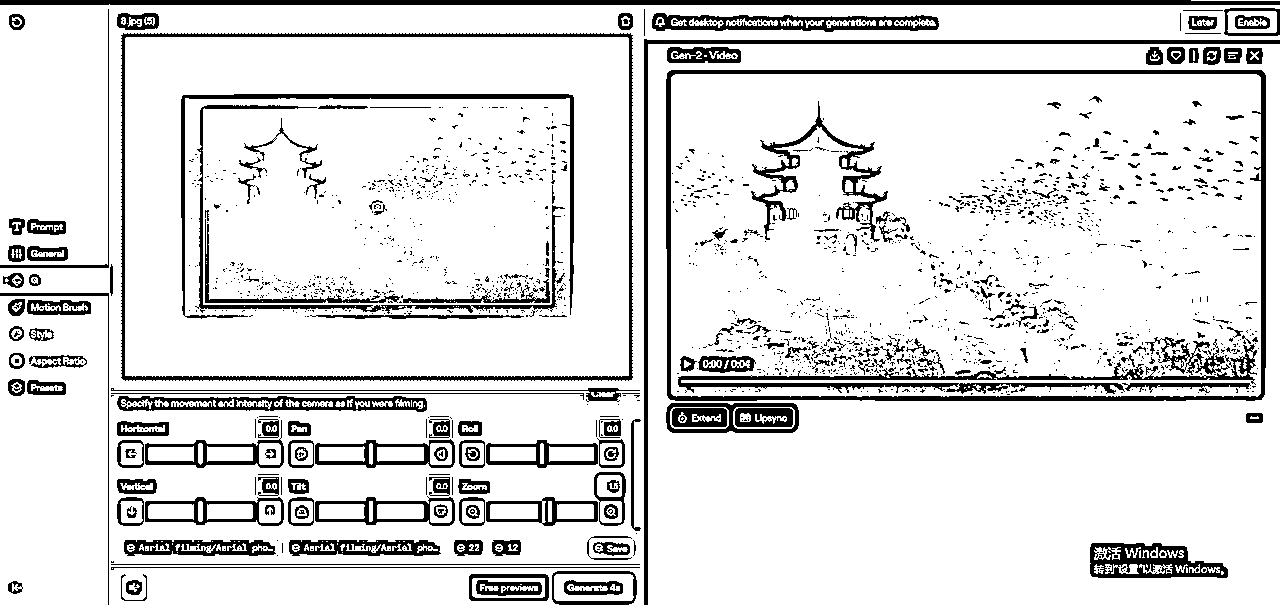 8.jpg (5)
Get desktop notifications when your generations are complete.
Later
Enable
Gen-2 - Video
Prompt
General
Motion Brush
Style
Aspect Ratio
Presets
0:00 / 0:04
Extend
Lipsync
Specify the movement and intensity of the camera as if you were filming.
Horizontal
0.0
Pan
0.0
Roll
0.0
Vertical
0.0
Tilt
0.0
Zoom
Aerial filming/Aerial pho...
Aerial filming/Aerial pho...
22
12
Save
Free previews
Generate 4s
激活 Windows
转到"设置"以激活 Windows。